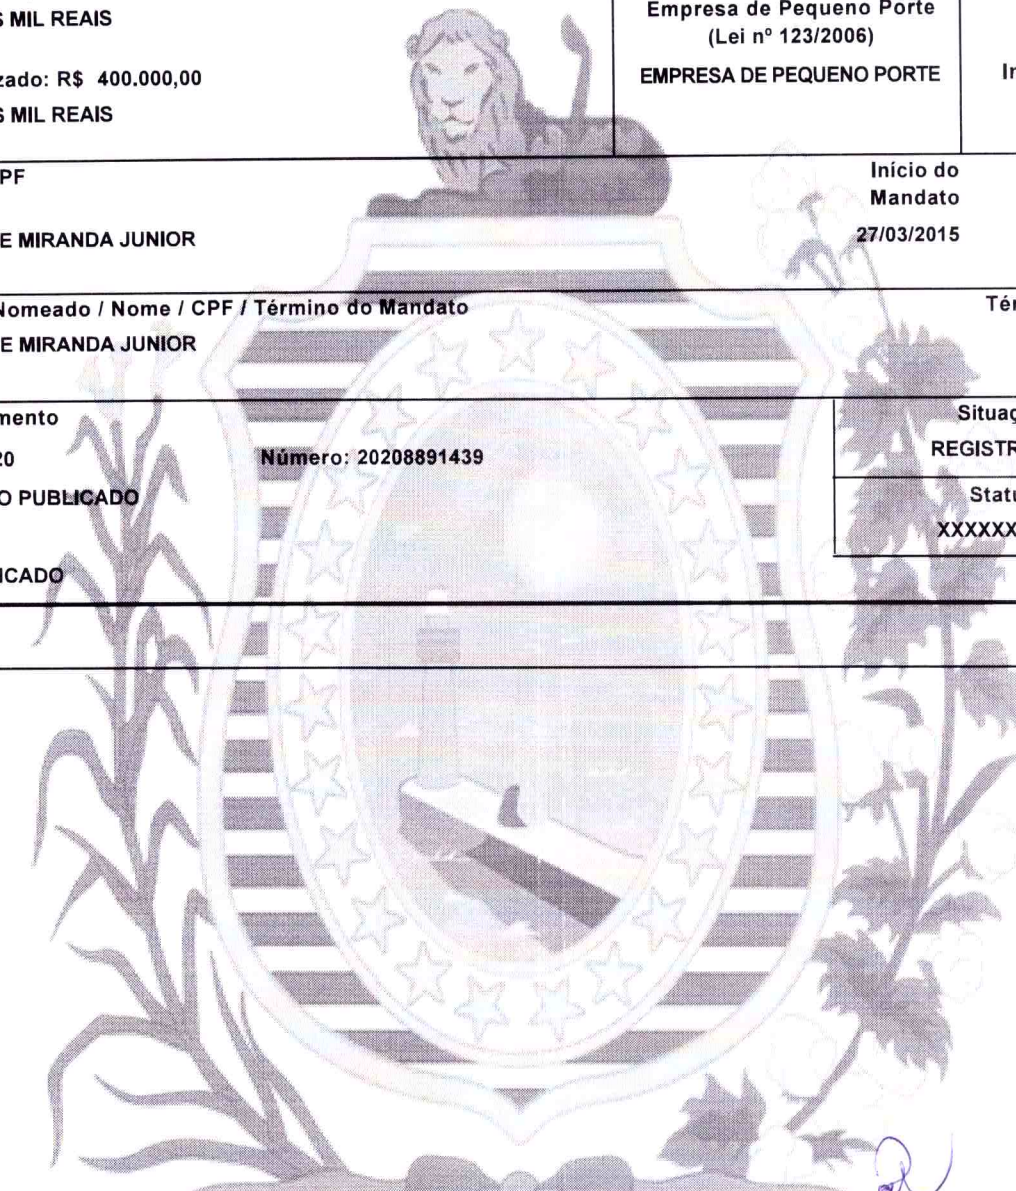 S MIL REAIS
zado: R$ 400.000,00
S MIL REAIS
Empresa de Pequeno Porte
(Lei nº 123/2006)
EMPRESA DE PEQUENO PORTE
In
PF
E MIRANDA JUNIOR
Início do
Mandato
27/03/2015
Nomeado / Nome / CPF / Término do Mandato
Tér
E MIRANDA JUNIOR
mento
20
Número: 20208891439
O PUBLICADO
ICADO
Situaç
REGISTR
Statu
XXXXXX